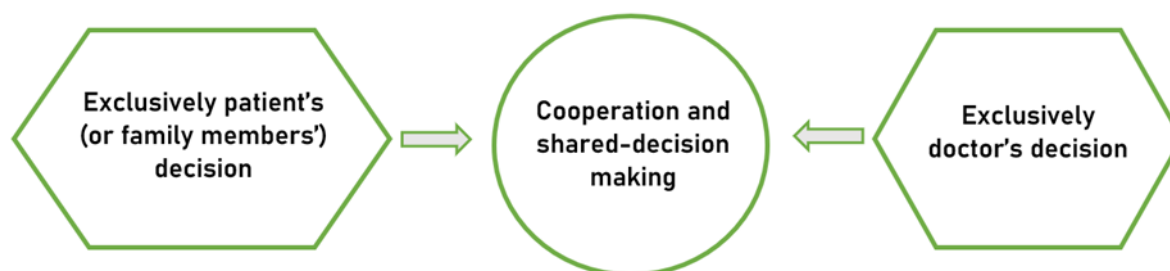 Exclusively patient's
(or family members')
decision
Cooperation and
shared-decision
making
Exclusively
doctor's decision